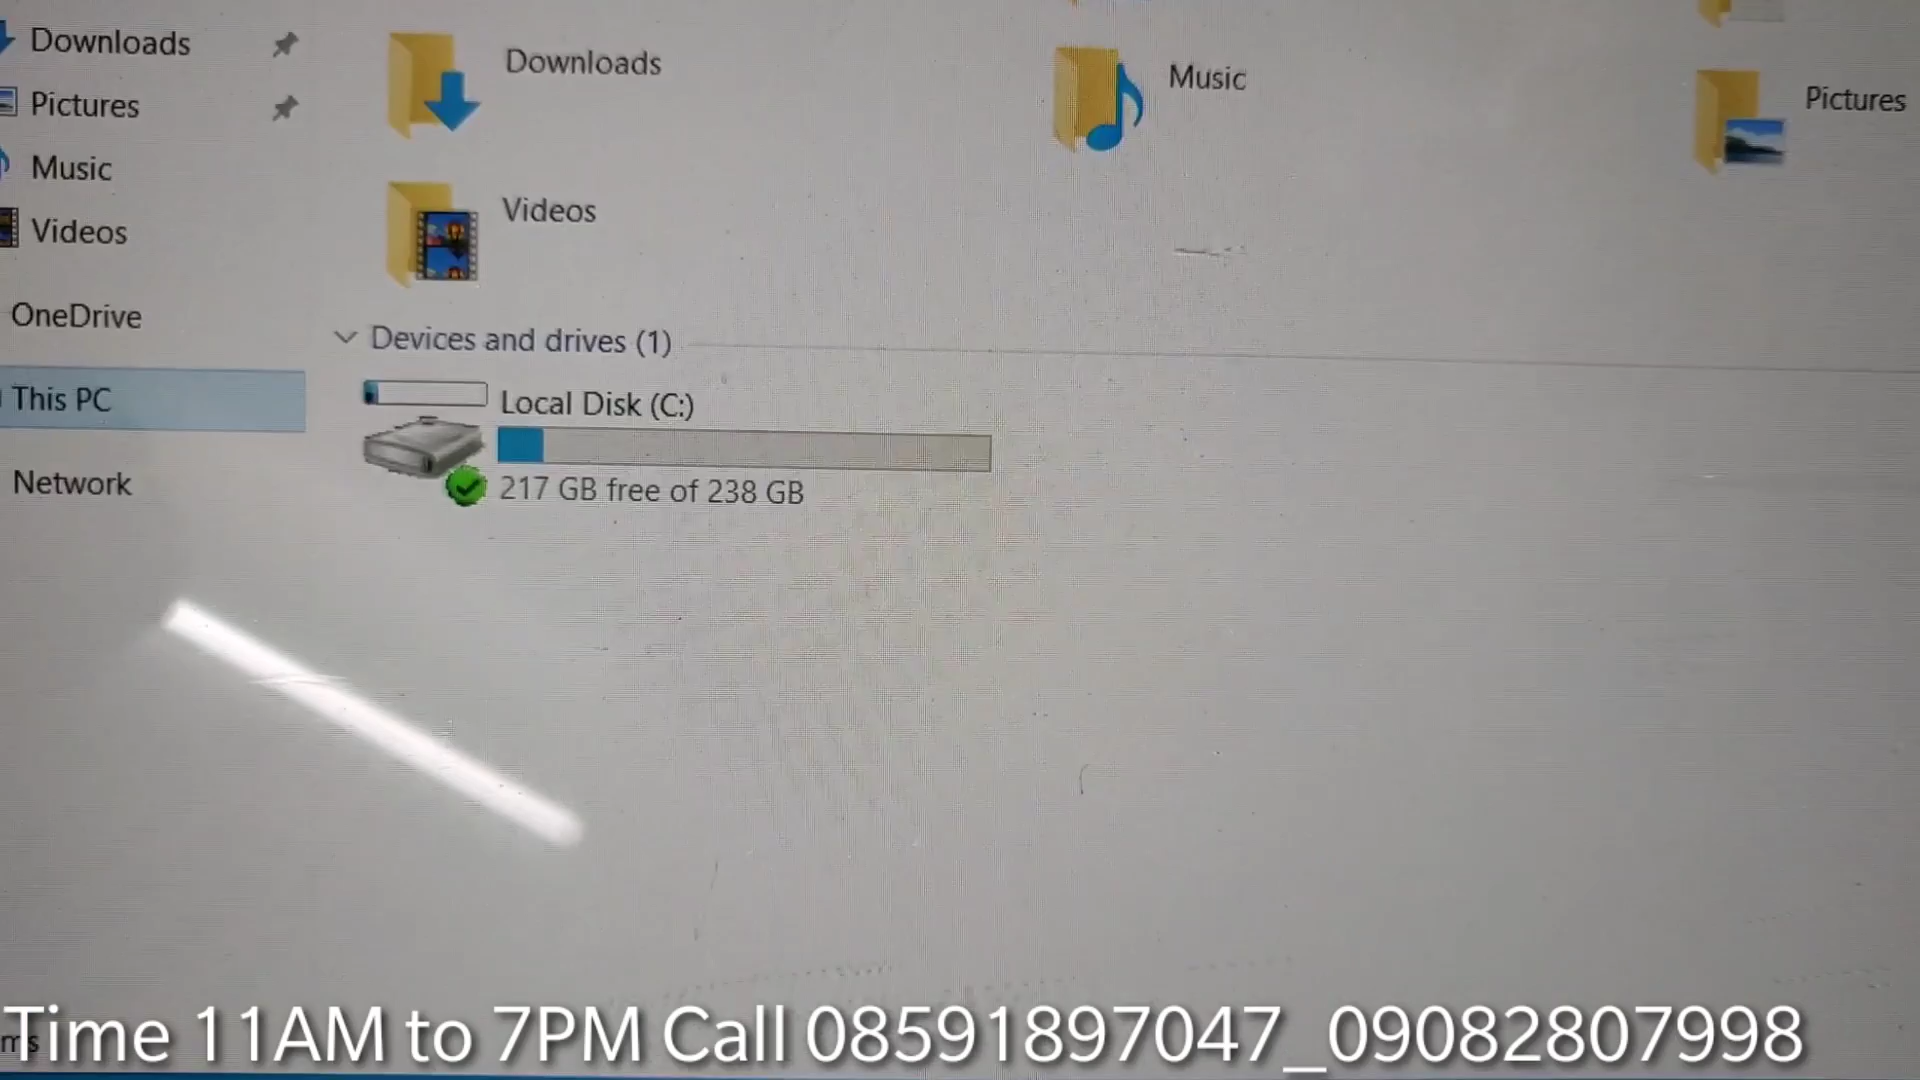 Downloads
Pictures
Music
Videos
OneDrive
This PC
Network
Downloads
Music
Pictures
Videos
Devices and drives (1)
Local Disk (C:)
217 GB free of 238 GB
Time 11AM to 7PM Call 08591897047_09082807998